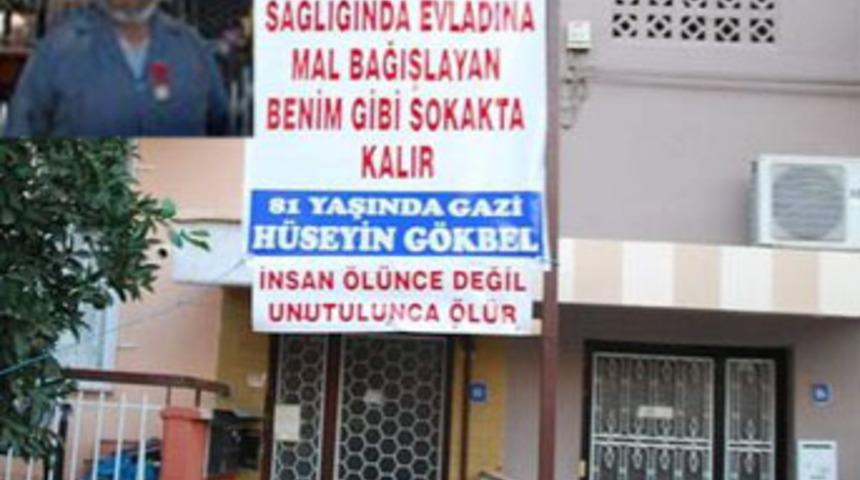 SAĞLIĞINDA EVLADINA
MAL BAĞIŞLAYAN
BENİM GİBİ SOKAKTA
KALIR
81 YAŞINDA GAZİ
HÜSEYİN GÖKBEL
İNSAN ÖLÜNCE DEĞİL
UNUTULUNCA ÖLÜR